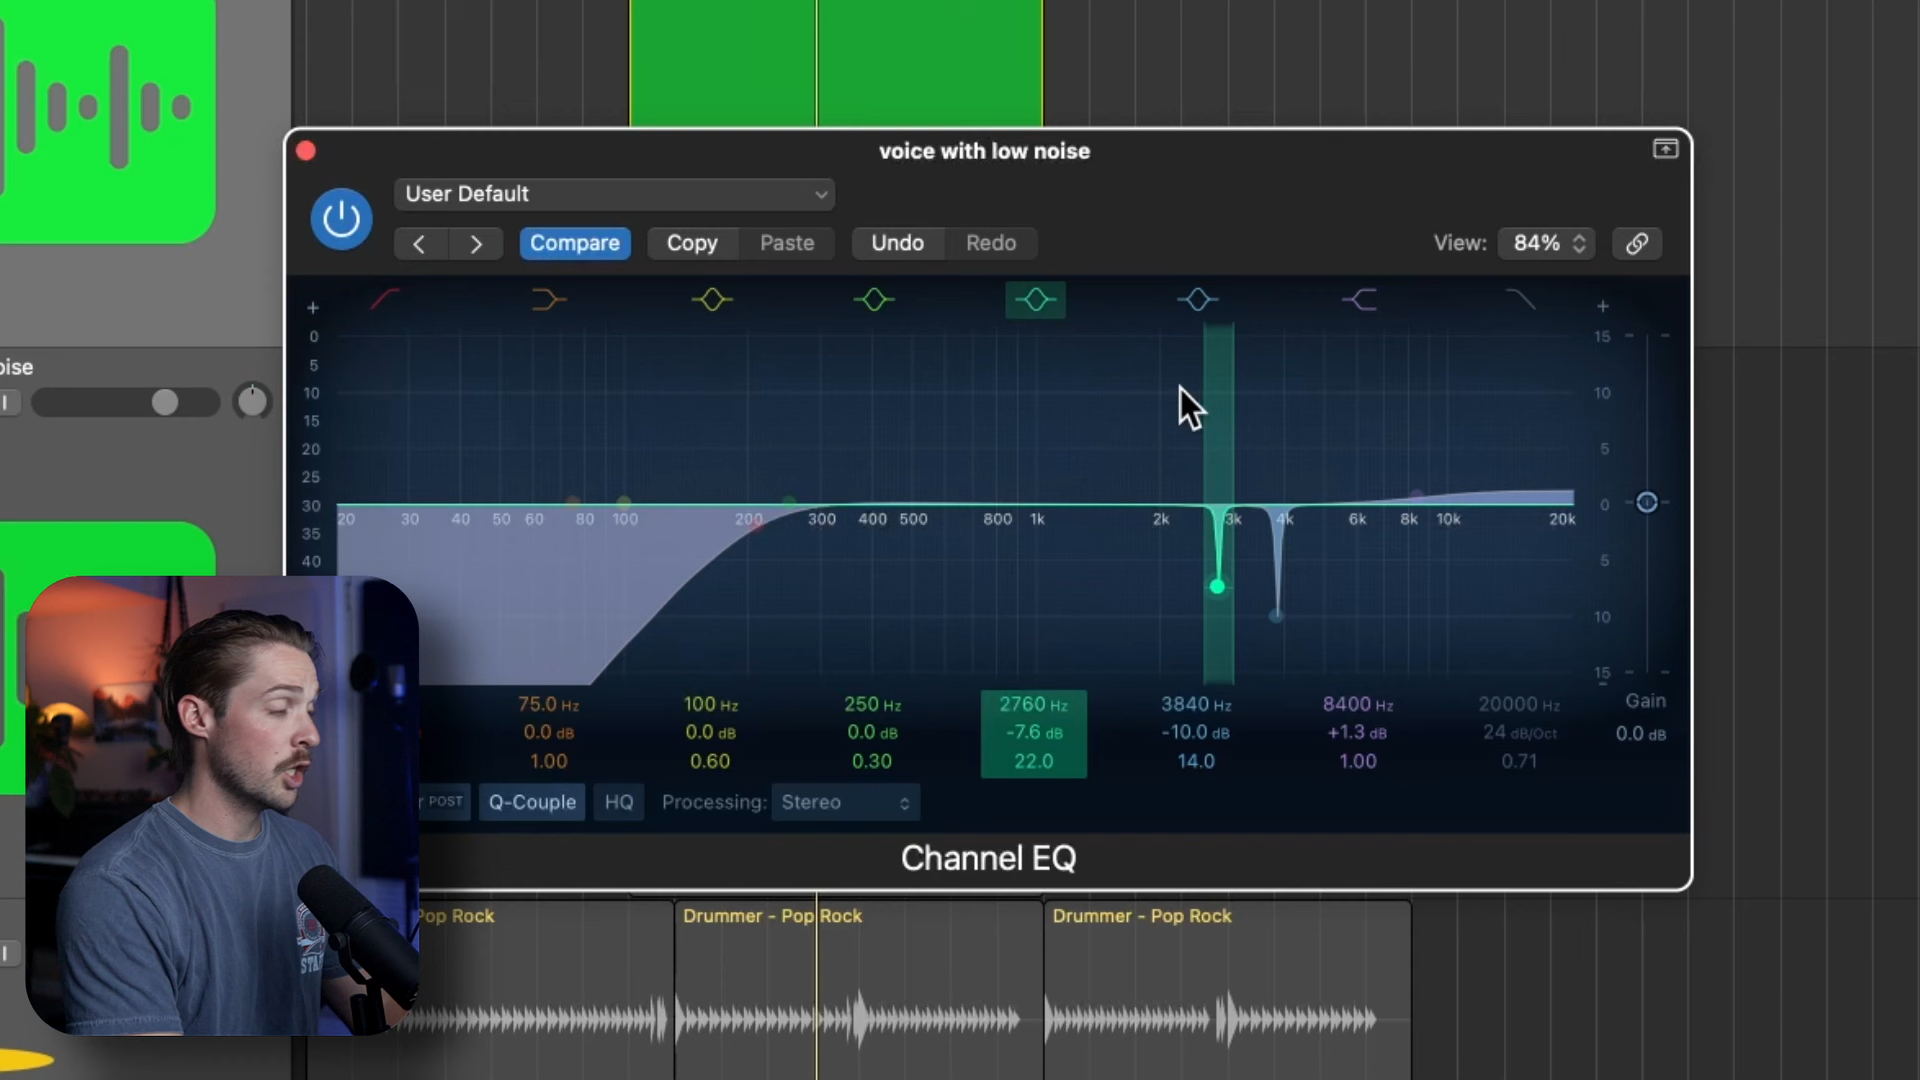 voice with low noise
User Default
Compare Copy Paste Undo Redo View: 84%
+ +
0 15
5
10 10
15
20 5
25
30 0
35
40 5
10
15
20 30 40 50 60 80 100 200 300 400 500 800 1k 2k 3k 4k 6k 8k 10k 20k
oise
I
75.0 Hz 100 Hz 250 Hz 2760 Hz 3840 Hz 8400 Hz 20000 Hz Gain
0.0 dB 0.0 dB 0.0 dB -7.6 dB -10.0 dB +1.3 dB 24 dB/Oct 0.0 dB
1.00 0.60 0.30 22.0 14.0 1.00 0.71
r POST Q-Couple HQ Processing: Stereo
Channel EQ
Pop Rock Drummer - Pop Rock Drummer - Pop Rock
I
STA